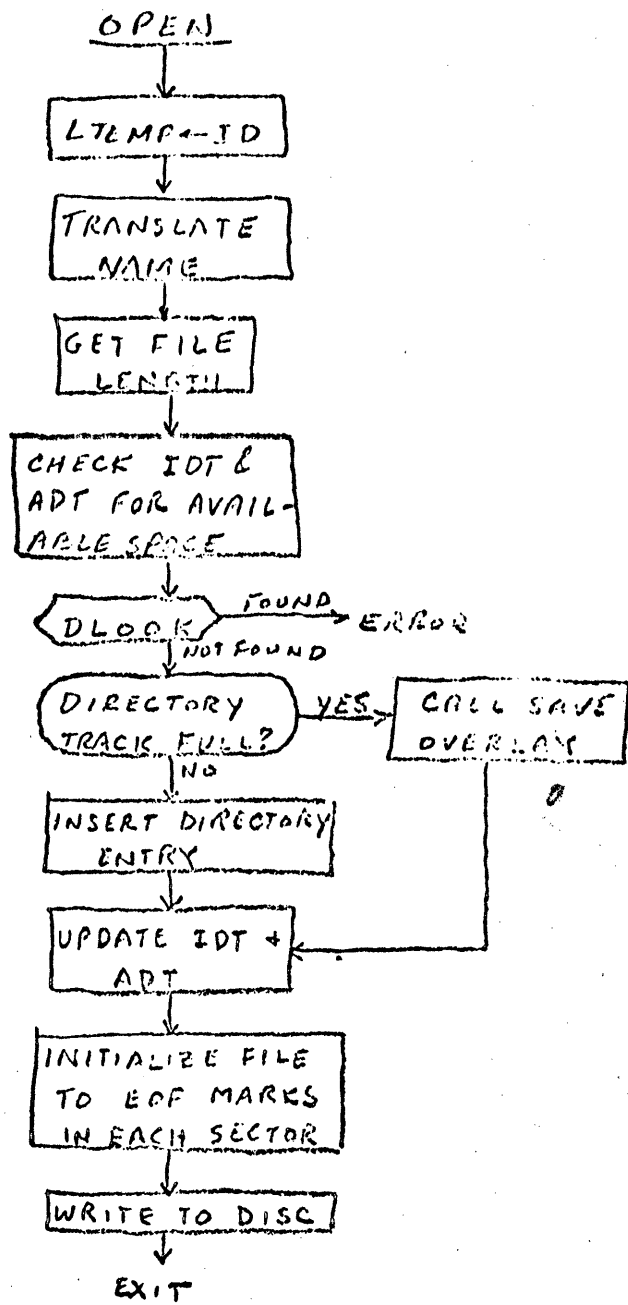 OPEN
LTEMP←ID
TRANSLATE
NAME
GET FILE
LENGTH
CHECK IDT &
ADT FOR AVAIL-
ABLE SPACE
DLOOK
FOUND
ERROR
NOT FOUND
DIRECTORY
TRACK FULL?
YES
CALL SAVE
OVERLAY
NO
INSERT DIRECTORY
ENTRY
UPDATE IDT +
ADT
INITIALIZE FILE
TO EOF MARKS
IN EACH SECTOR
WRITE TO DISC
EXIT